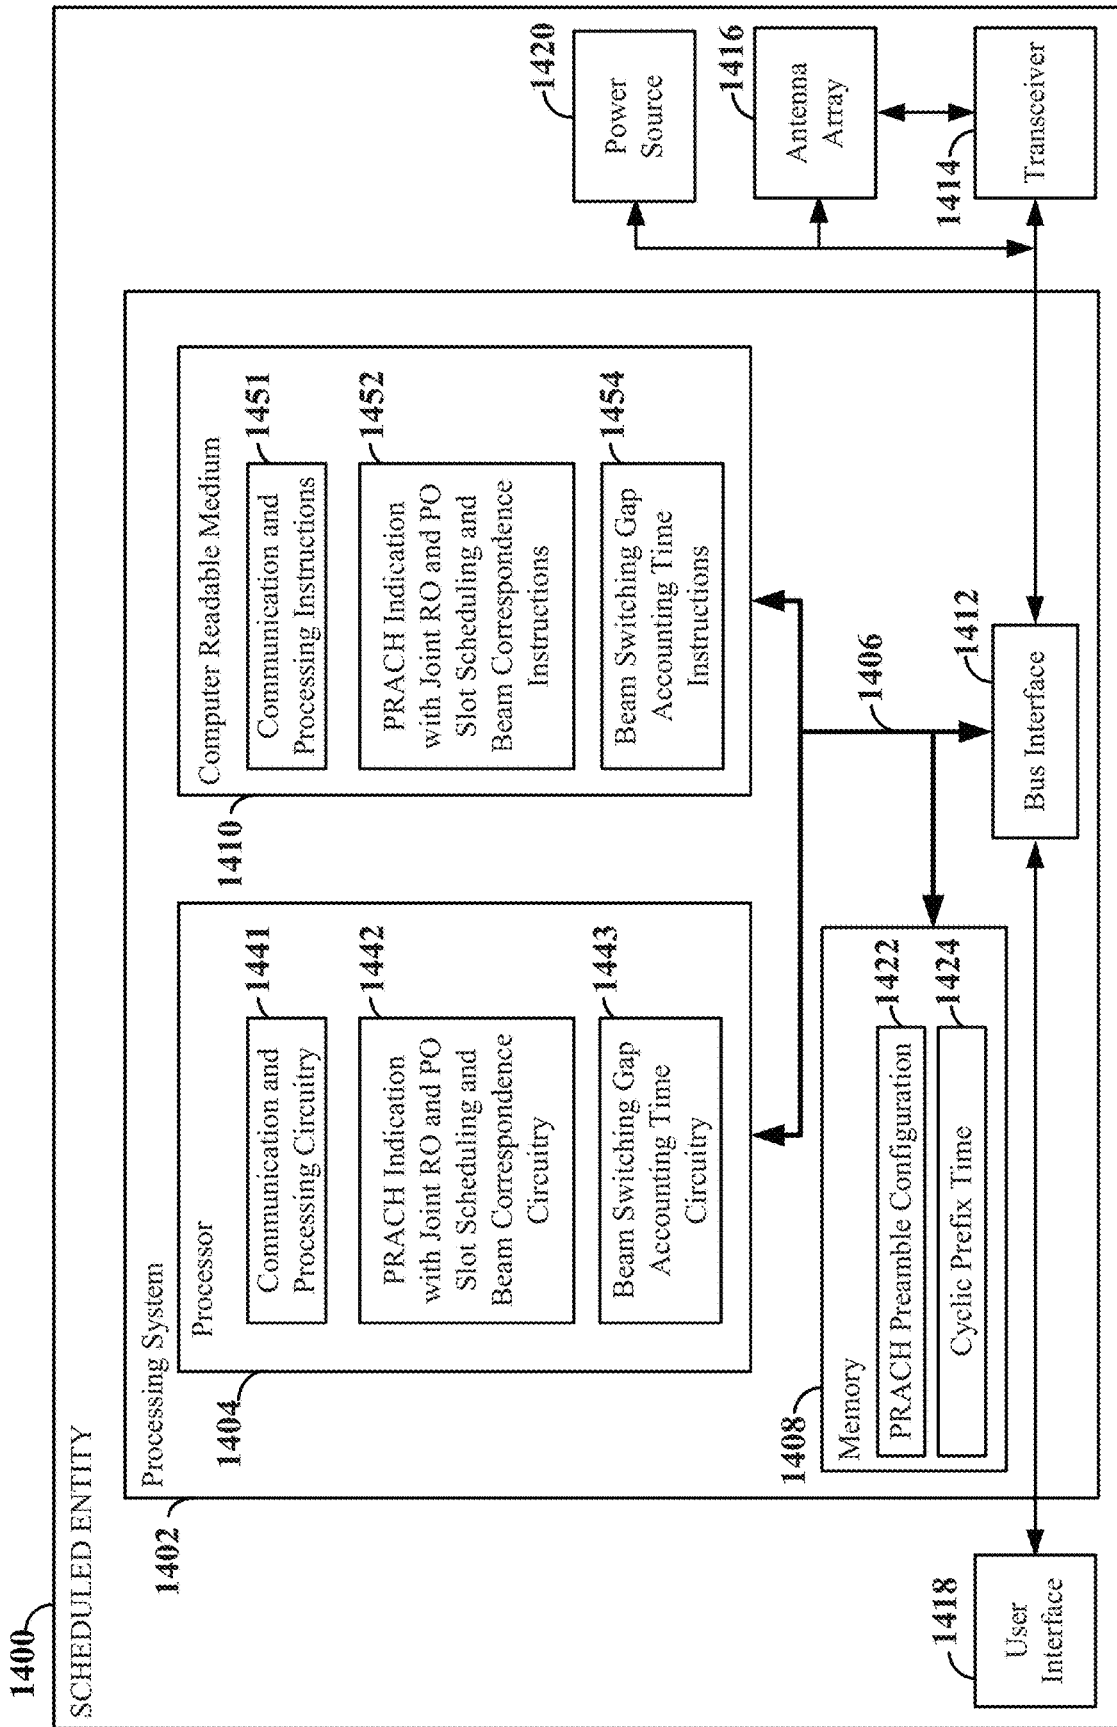 1400
SCHEDULED ENTITY
1402
Processing System
1404
Processor
Communication and
Processing Circuitry
1441
PRACH Indication
with Joint RO and PO
Slot Scheduling and
Beam Correspondence
Circuitry
1442
Beam Switching Gap
Accounting Time
Circuitry
1443
1410
Computer Readable Medium
Communication and
Processing Instructions
1451
PRACH Indication
with Joint RO and PO
Slot Scheduling and
Beam Correspondence
Instructions
1452
Beam Switching Gap
Accounting Time
Instructions
1454
1408
Memory
PRACH Preamble Configuration
1422
Cyclic Prefix Time
1424
1406
Bus Interface
1412
User
Interface
1418
Power
Source
1420
Antenna
Array
1416
Transceiver
1414